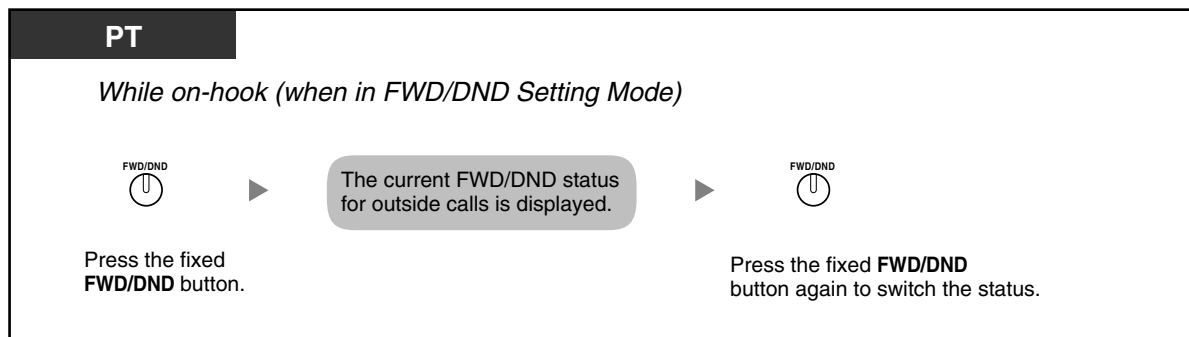 PT
While on-hook (when in FWD/DND Setting Mode)
FWD/DND
Press the fixed
FWD/DND button.
The current FWD/DND status
for outside calls is displayed.
FWD/DND
Press the fixed FWD/DND
button again to switch the status.